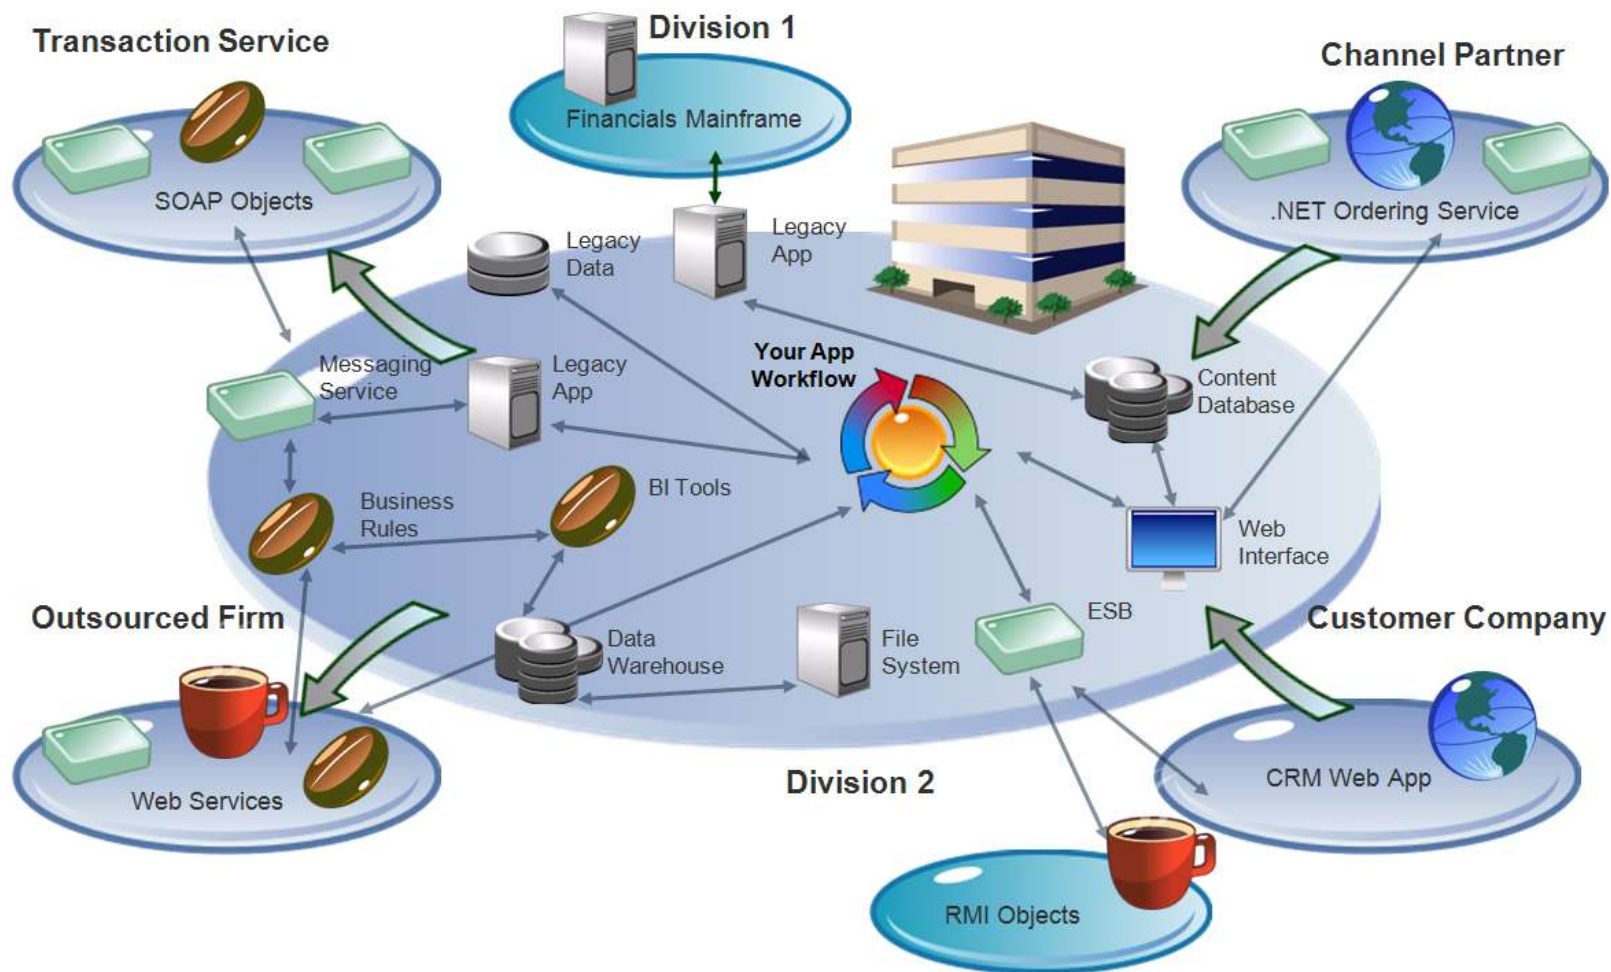 Division 1
Transaction Service
Channel Partner
Financials Mainframe
SOAP Objects
.NET Ordering Service
Legacy
Data
Legacy
App
Your App
Workflow
Messaging
Service
Legacy
App
Content
Database
BI Tools
Business
Rules
Web
Interface
Outsourced Firm
Data
Warehouse
File
System
ESB
Customer Company
Web Services
Division 2
CRM Web App
RMI Objects